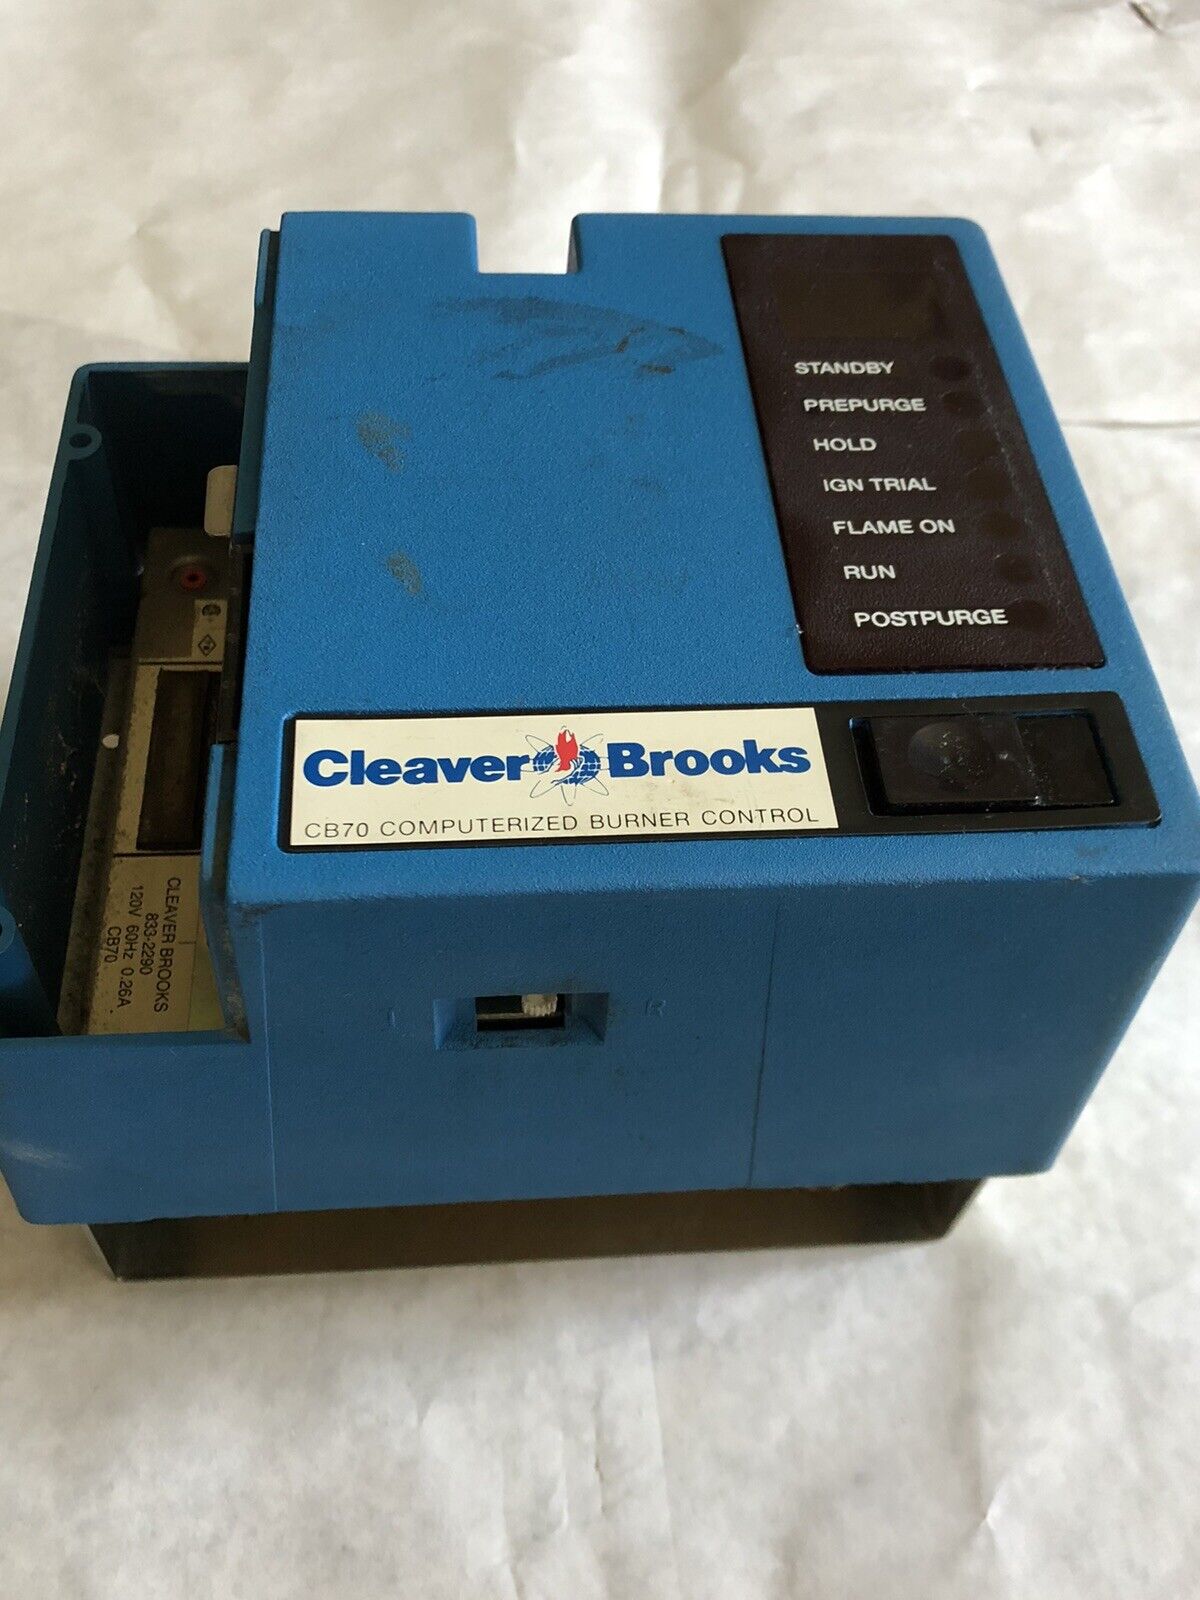 STANDBY
PREPURGE
HOLD
IGN TRIAL
FLAME ON
RUN
POSTPURGE
Cleaver Brooks
CB70 COMPUTERIZED BURNER CONTROL
CLEAVER BROOKS
833-2290
120V 60Hz 0.26A
CB70
R